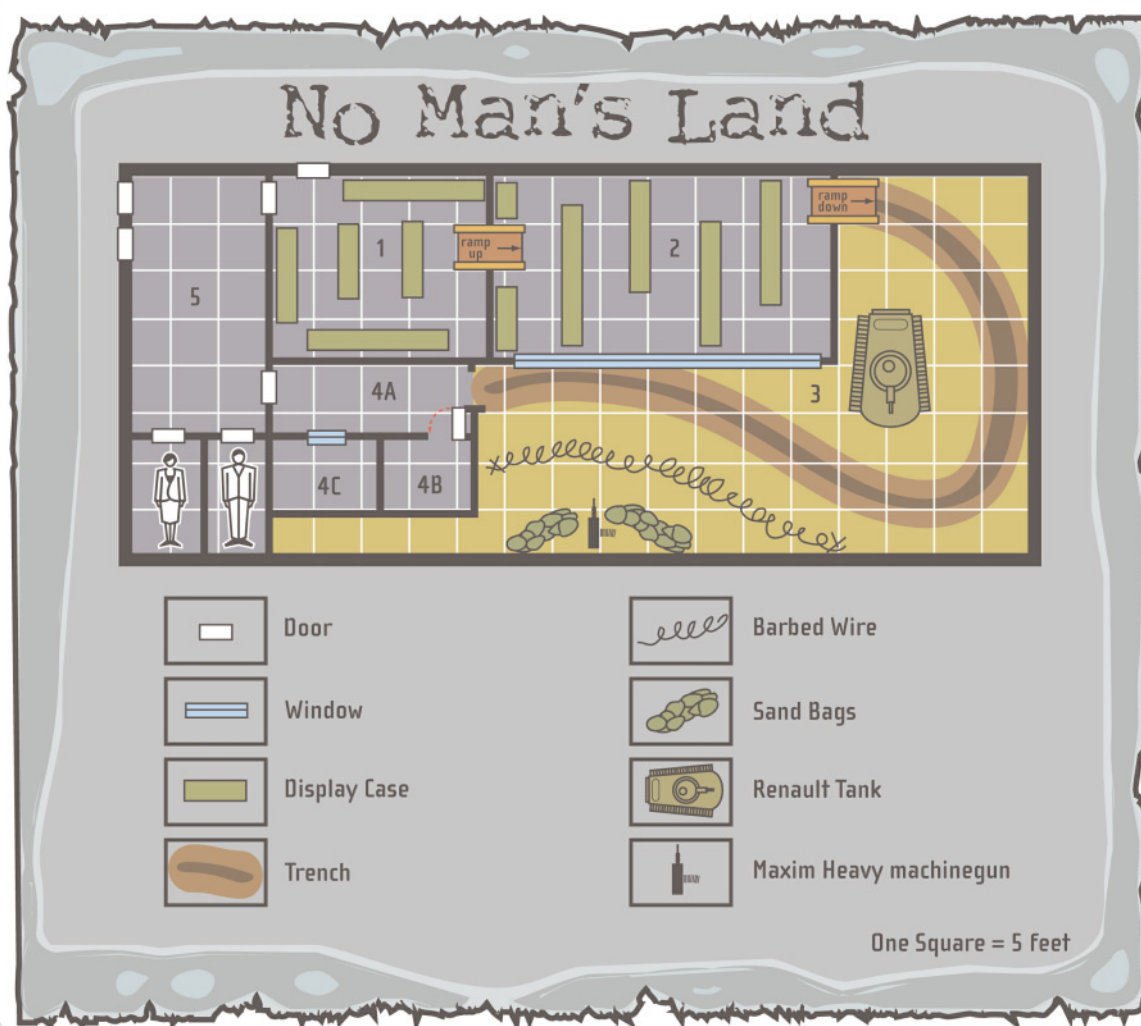 No Man's Land
ramp down
1
ramp up
2
5
4A
3
4C
4B
Door
Barbed Wire
Window
Sand Bags
Display Case
Renault Tank
Trench
Maxim Heavy machinegun
One Square = 5 feet